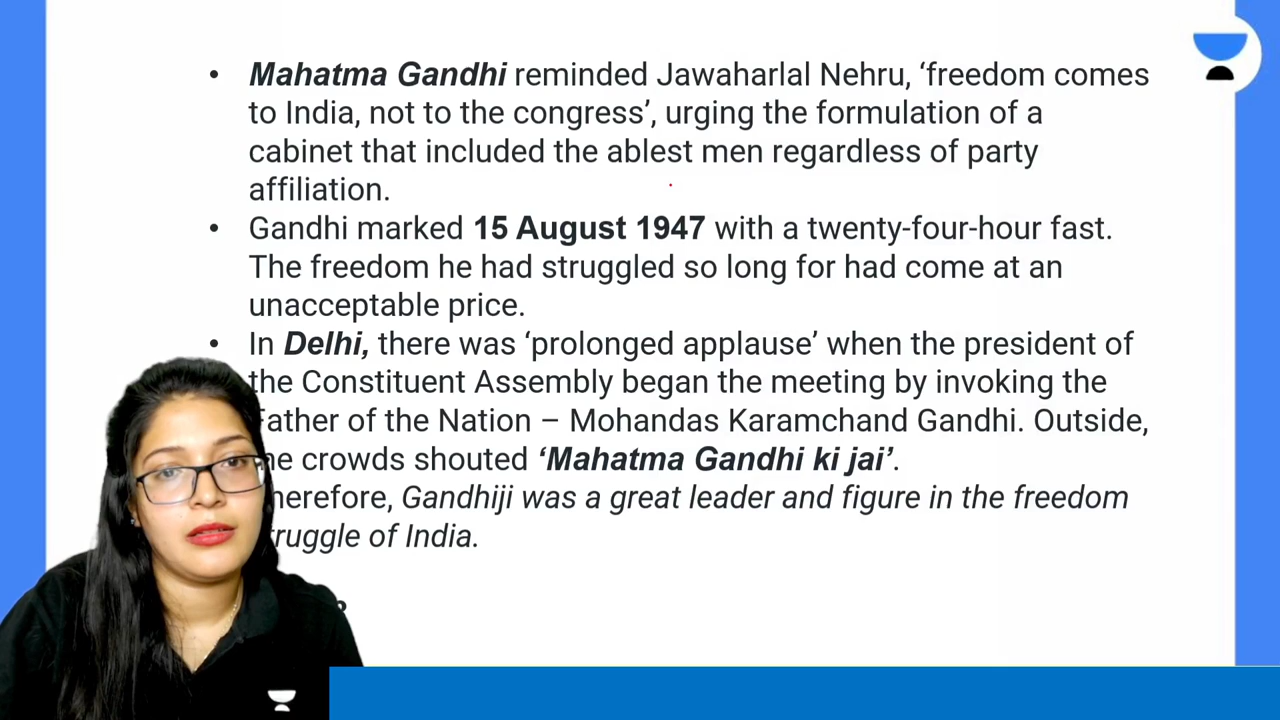 • Mahatma Gandhi reminded Jawaharlal Nehru, ‘freedom comes
to India, not to the congress’, urging the formulation of a
cabinet that included the ablest men regardless of party
affiliation.
• Gandhi marked 15 August 1947 with a twenty-four-hour fast.
The freedom he had struggled so long for had come at an
unacceptable price.
• In Delhi, there was ‘prolonged applause’ when the president of
the Constituent Assembly began the meeting by invoking the
Father of the Nation – Mohandas Karamchand Gandhi. Outside,
the crowds shouted ‘Mahatma Gandhi ki jai’.
Therefore, Gandhiji was a great leader and figure in the freedom
struggle of India.